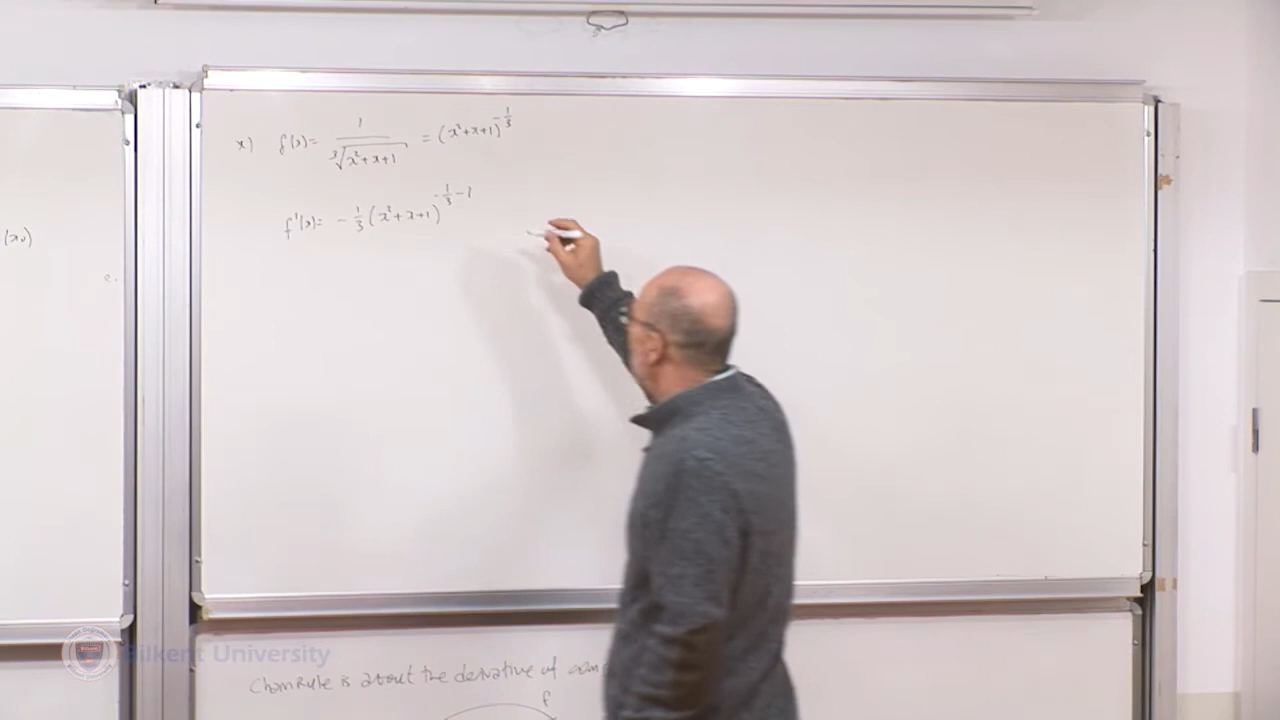 (x₀)
e.
x) f(x)= 1/∛(x²+x+1) = (x²+x+1)^(-1/3)
f'(x)= -1/3 (x²+x+1)^(-1/3 - 1)
Bilkent University
Chain Rule is about the derivative of com
f